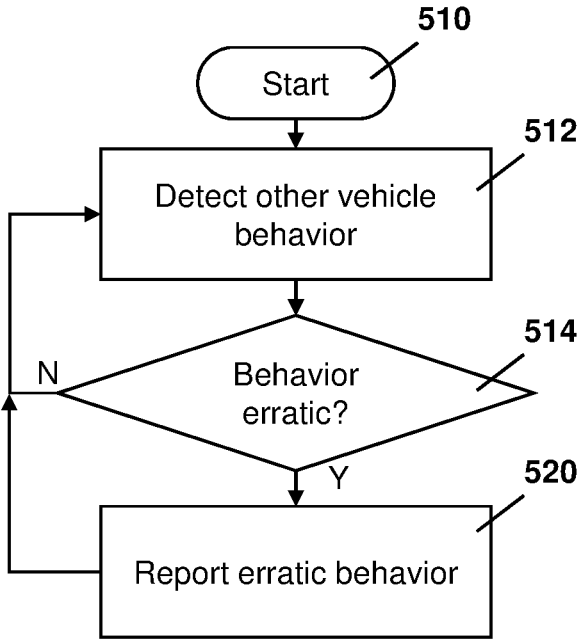 510
Start
512
Detect other vehicle
behavior
514
N
Behavior
erratic?
Y
520
Report erratic behavior